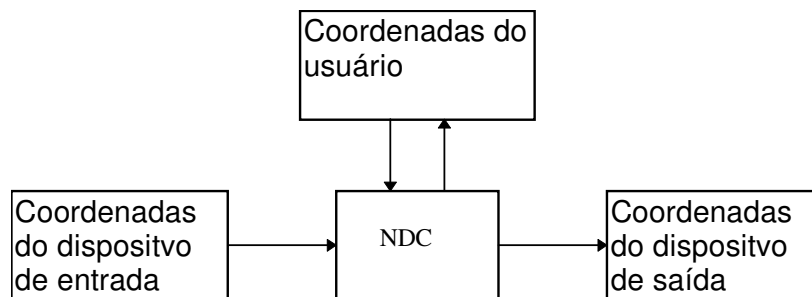 Coordenadas do
usuário
Coordenadas
do dispositvo
de entrada
NDC
Coordenadas
do dispositvo
de saída